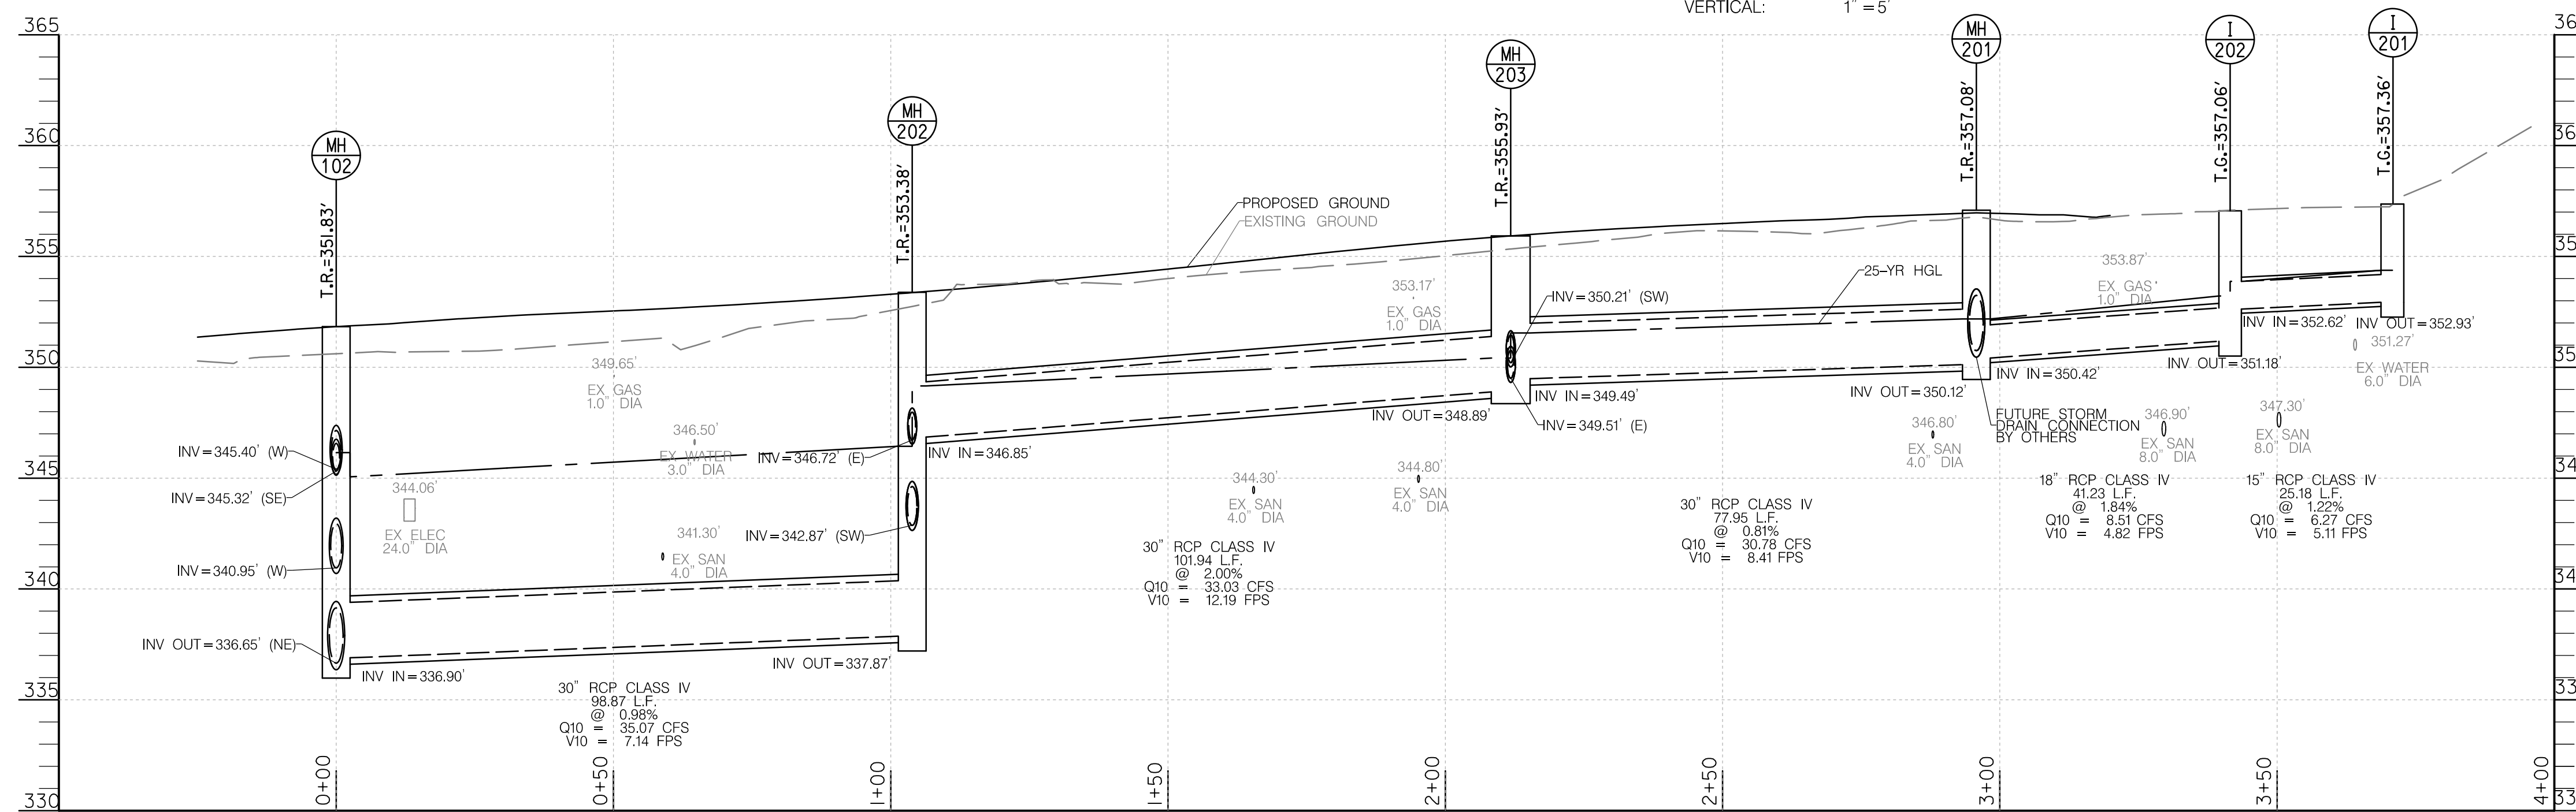 VERTICAL: 1" = 5'
365
360
355
350
345
340
335
330
36
36
35
35
34
34
33
33
MH
102
T.R.=351.83'
MH
202
T.R.=353.38'
MH
203
T.R.=355.93'
MH
201
T.R.=357.08'
I
202
T.G.=357.06'
I
201
T.G.=357.36'
PROPOSED GROUND
EXISTING GROUND
25-YR HGL
INV=345.40' (W)
INV=345.32' (SE)
INV=340.95' (W)
INV OUT=336.65' (NE)
INV IN=336.90'
344.06'
EX ELEC
24.0" DIA
349.65'
EX GAS
1.0" DIA
346.50'
EX WATER
3.0" DIA
341.30'
EX SAN
4.0" DIA
INV=346.72' (E)
INV=342.87' (SW)
INV OUT=337.87'
INV IN=346.85'
30" RCP CLASS IV
98.87 L.F.
@ 0.98%
Q10 = 35.07 CFS
V10 = 7.14 FPS
344.30'
EX SAN
4.0" DIA
344.80'
EX SAN
4.0" DIA
353.17'
EX GAS
1.0" DIA
30" RCP CLASS IV
101.94 L.F.
@ 2.00%
Q10 = 33.03 CFS
V10 = 12.19 FPS
INV OUT=348.89'
INV=350.21' (SW)
INV IN=349.49'
INV=349.51' (E)
30" RCP CLASS IV
77.95 L.F.
@ 0.81%
Q10 = 30.78 CFS
V10 = 8.41 FPS
INV OUT=350.12'
INV IN=350.42'
346.80'
EX SAN
4.0" DIA
FUTURE STORM
DRAIN CONNECTION
BY OTHERS
353.87'
EX GAS
1.0" DIA
346.90'
EX SAN
8.0" DIA
347.30'
EX SAN
8.0" DIA
INV OUT=351.18'
INV IN=352.62'
INV OUT=352.93'
351.27'
EX WATER
6.0" DIA
18" RCP CLASS IV
41.23 L.F.
@ 1.84%
Q10 = 8.51 CFS
V10 = 4.82 FPS
15" RCP CLASS IV
25.18 L.F.
@ 1.22%
Q10 = 6.27 CFS
V10 = 5.11 FPS
0+00
0+50
1+00
1+50
2+00
2+50
3+00
3+50
4+00